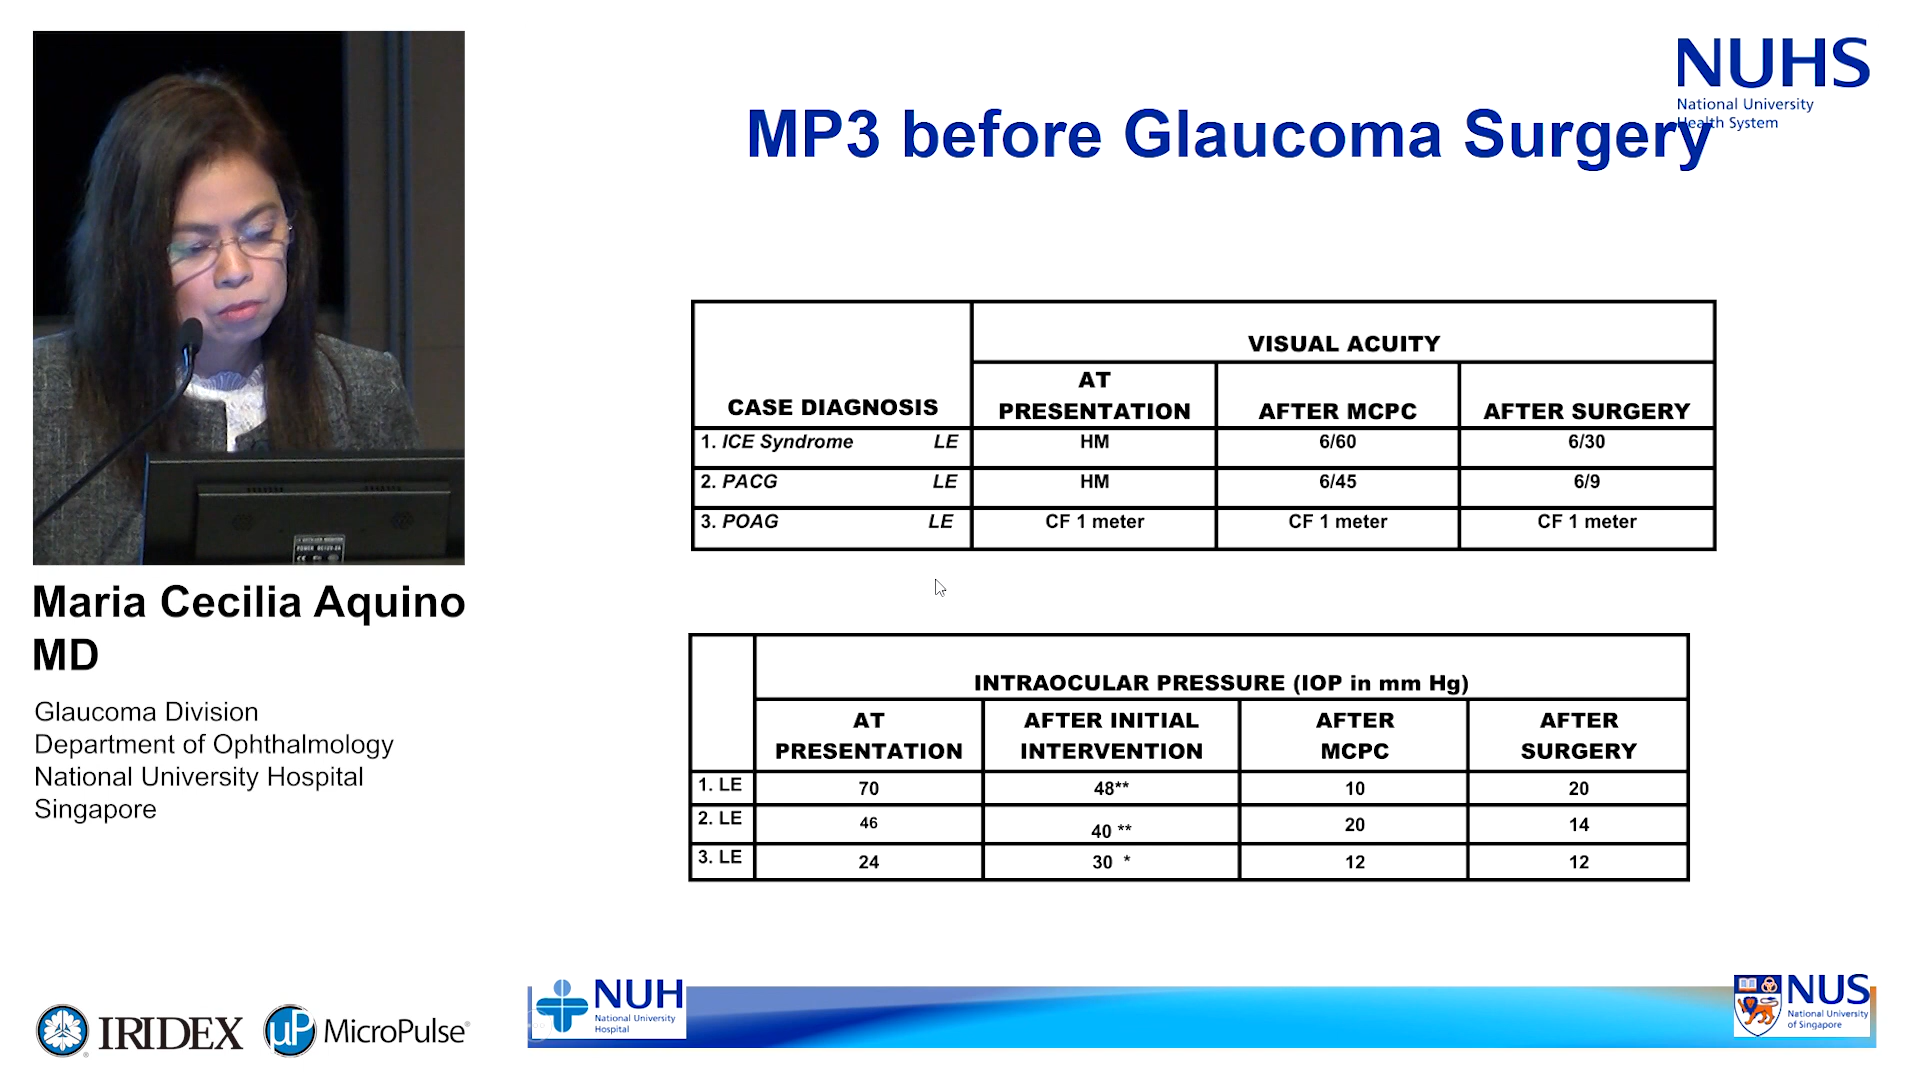 NUHS
National University
Health System
MP3 before Glaucoma Surgery
CASE DIAGNOSIS
VISUAL ACUITY
AT
PRESENTATION
AFTER MCPC
AFTER SURGERY
1. ICE Syndrome LE HM 6/60 6/30
2. PACG LE HM 6/45 6/9
3. POAG LE CF 1 meter CF 1 meter CF 1 meter
INTRAOCULAR PRESSURE (IOP in mm Hg)
AT
PRESENTATION
AFTER INITIAL
INTERVENTION
AFTER
MCPC
AFTER
SURGERY
1. LE 70 48** 10 20
2. LE 46 40 ** 20 14
3. LE 24 30 * 12 12
Maria Cecilia Aquino
MD
Glaucoma Division
Department of Ophthalmology
National University Hospital
Singapore
IRIDEX®
µP MicroPulse®
NUH
National University
Hospital
NUS
National University
of Singapore